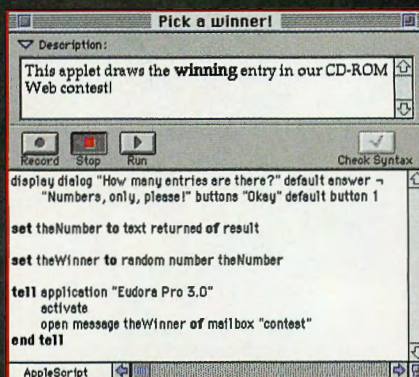 Pick a winner!
Description:
This applet draws the winning entry in our CD-ROM
Web contest!
Record Stop Run Check Syntax
display dialog "How many entries are there?" default answer ¬
"Numbers, only, please!" buttons "Okay" default button 1
set theNumber to text returned of result
set theWinner to random number theNumber
tell application "Eudora Pro 3.0"
activate
open message theWinner of mailbox "contest"
end tell
AppleScript